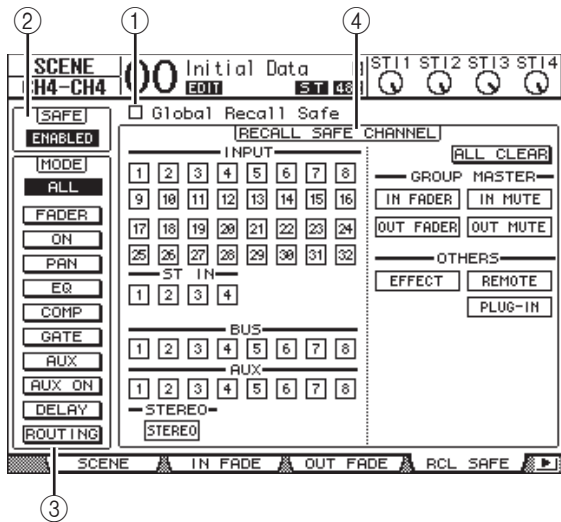 ② ① ④
SCENE 00 Initial Data STI1 STI2 STI3 STI4
CH4-CH4 EDIT ST 48
SAFE Global Recall Safe
ENABLED RECALL SAFE CHANNEL
MODE INPUT ALL CLEAR
ALL 1 2 3 4 5 6 7 8 GROUP MASTER
FADER 9 10 11 12 13 14 15 16 IN FADER IN MUTE
ON 17 18 19 20 21 22 23 24 OUT FADER OUT MUTE
PAN 25 26 27 28 29 30 31 32 OTHERS
EQ ST IN EFFECT REMOTE
COMP 1 2 3 4 PLUG-IN
GATE BUS
AUX 1 2 3 4 5 6 7 8
AUX ON AUX
1 2 3 4 5 6 7 8
DELAY STEREO
ROUTING STEREO
SCENE IN FADE OUT FADE RCL SAFE
③